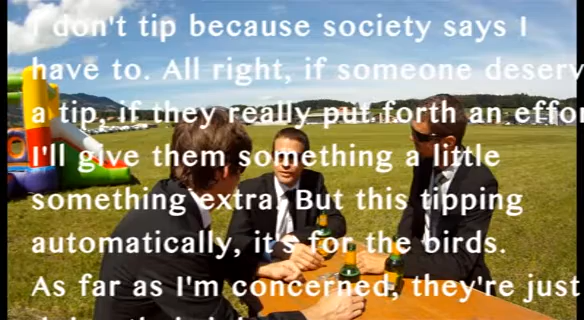 I don't tip because society says I
have to. All right, if someone deserv
a tip, if they really put forth an effor
I'll give them something a little
something extra. But this tipping
automatically, it's for the birds.
As far as I'm concerned, they're just